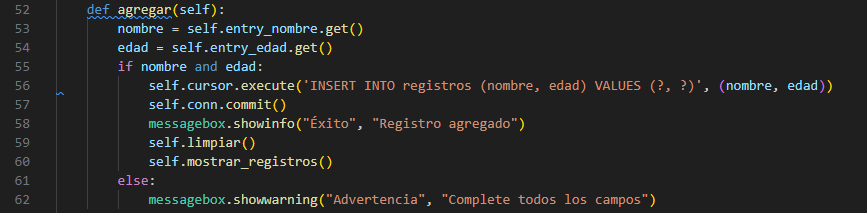 52 def agregar(self):
53 nombre = self.entry_nombre.get()
54 edad = self.entry_edad.get()
55 if nombre and edad:
56 self.cursor.execute('INSERT INTO registros (nombre, edad) VALUES (?, ?)', (nombre, edad))
57 self.conn.commit()
58 messagebox.showinfo("Éxito", "Registro agregado")
59 self.limpiar()
60 self.mostrar_registros()
61 else:
62 messagebox.showwarning("Advertencia", "Complete todos los campos")